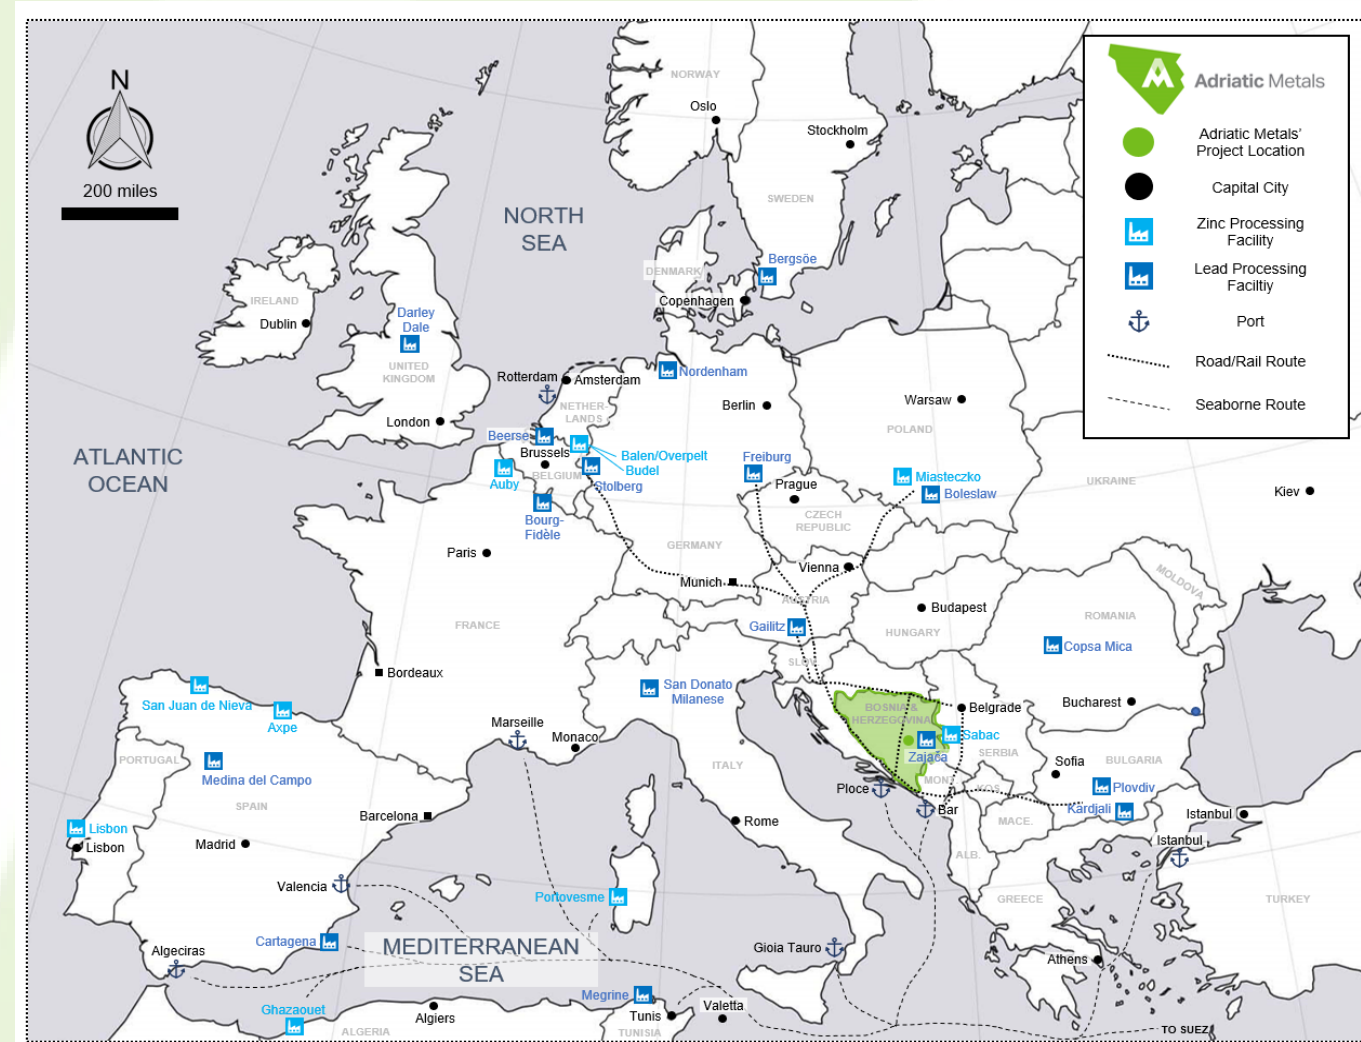 N
200 miles
Adriatic Metals
Adriatic Metals'
Project Location
Capital City
Zinc Processing
Facility
Lead Processing
Faciltiy
Port
Road/Rail Route
Seaborne Route
NORWAY
Oslo
Stockholm
SWEDEN
NORTH
SEA
Bergsöe
DENMARK
Copenhagen
IRELAND
Dublin
Darley
Dale
UNITED
KINGDOM
London
Rotterdam
Amsterdam
NETHER-
LANDS
Nordenham
Berlin
Warsaw
POLAND
ATLANTIC
OCEAN
Beerse
Brussels
BELGIUM
Balen/Overpelt
Budel
Stolberg
Auby
Bourg-
Fidèle
Freiburg
Prague
CZECH
REPUBLIC
Miasteczko
Boleslaw
UKRAINE
Kiev
Paris
GERMANY
Munich
Vienna
AUSTRIA
MOLDOVA
Budapest
HUNGARY
ROMANIA
FRANCE
Gailitz
SLOV.
Copsa Mica
Bordeaux
San Donato
Milanese
San Juan de Nieva
Axpe
Marseille
Monaco
BOSNIA &
HERZEGOVINA
Belgrade
Bucharest
Sabac
Zajača
SERBIA
PORTUGAL
Medina del Campo
SPAIN
ITALY
MONT.
KOS.
Sofia
BULGARIA
Ploce
Bar
Plovdiv
Kardjali
Lisbon
Lisbon
Madrid
Barcelona
Rome
MACE.
ALB.
Istanbul
Istanbul
Valencia
Portovesme
GREECE
TURKEY
Cartagena
MEDITERRANEAN
SEA
Algeciras
Gioia Tauro
Athens
Ghazaouet
ALGERIA
Algiers
Megrine
Tunis
TUNISIA
Valetta
TO SUEZ